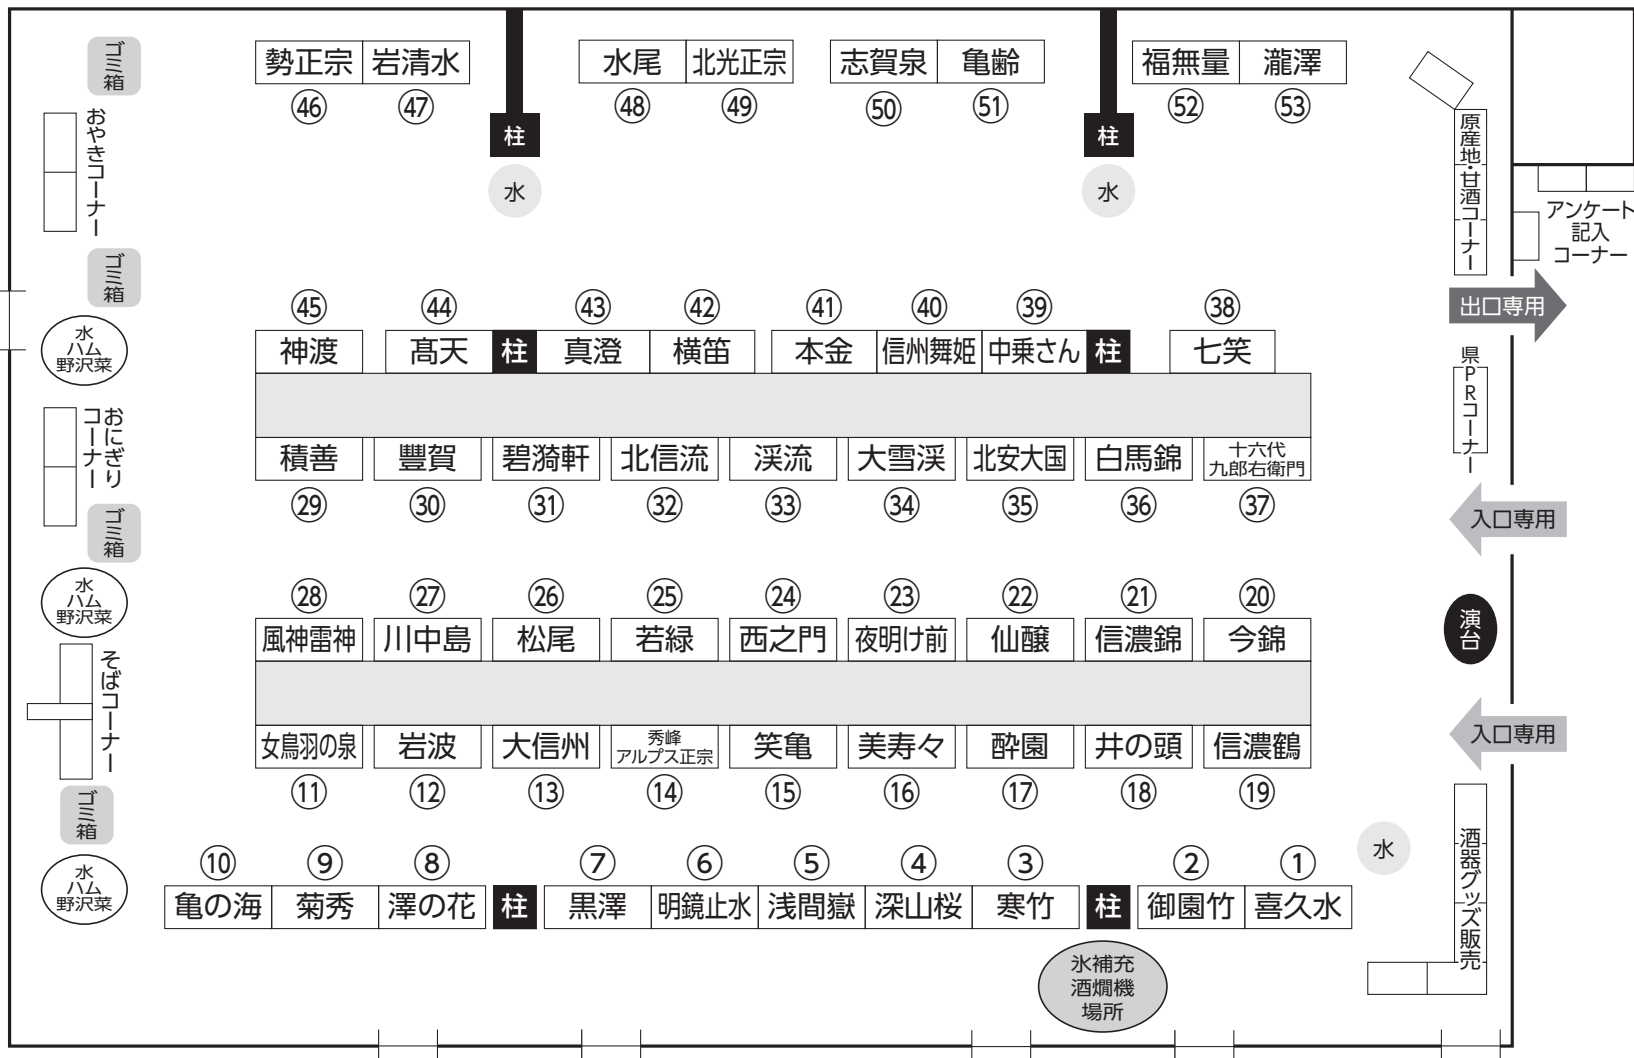 ゴミ箱
勢正宗 岩清水
㊻ ㊼
柱
水
水尾 北光正宗
㊽ ㊾
志賀泉 亀齢
㊿ 51
柱
水
福無量 瀧澤
52 53
おやきコーナー
ゴミ箱
原産地・甘酒コーナー
アンケート
記入
コーナー
出口専用
水
ハム
野沢菜
㊺ ㊹ ㊸ ㊷ ㊶ ㊵ ㊴ ㊳
神渡 髙天 柱 真澄 横笛 本金 信州舞姫 中乗さん 柱 七笑
県PRコーナー
おにぎり
コーナー
積善 豐賀 碧漪軒 北信流 渓流 大雪渓 北安大国 白馬錦 十六代
九郎右衛門
㉙ ㉚ ㉛ ㉜ ㉝ ㉞ ㉟ ㊱ ㊲
入口専用
ゴミ箱
水
ハム
野沢菜
㉘ ㉗ ㉖ ㉕ ㉔ ㉓ ㉒ ㉑ ⑳
風神雷神 川中島 松尾 若緑 西之門 夜明け前 仙醸 信濃錦 今錦
演台
そばコーナー
女鳥羽の泉 岩波 大信州 秀峰
アルプス正宗 笑亀 美寿々 酔園 井の頭 信濃鶴
⑪ ⑫ ⑬ ⑭ ⑮ ⑯ ⑰ ⑱ ⑲
入口専用
ゴミ箱
水
ハム
野沢菜
水
⑩ ⑨ ⑧ ⑦ ⑥ ⑤ ④ ③ ② ①
亀の海 菊秀 澤の花 柱 黒澤 明鏡止水 浅間嶽 深山桜 寒竹 柱 御園竹 喜久水
酒器グッズ販売
氷補充
酒燗機
場所